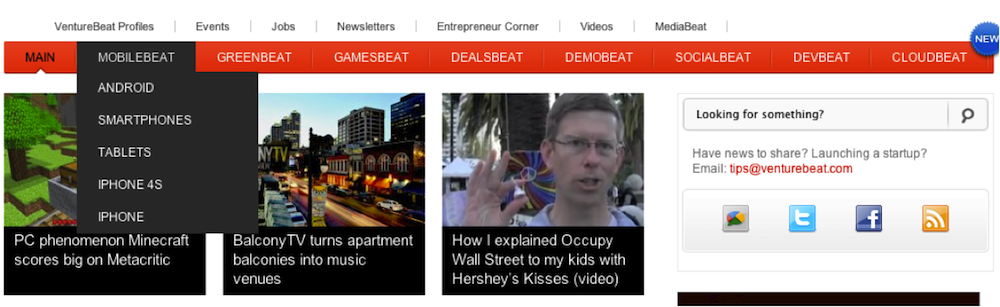 VentureBeat Profiles Events Jobs Newsletters Entrepreneur Corner Videos MediaBeat
NEW
MAIN MOBILEBEAT GREENBEAT GAMESBEAT DEALSBEAT DEMOBEAT SOCIALBEAT DEVBEAT CLOUDBEAT
ANDROID
SMARTPHONES
TABLETS
IPHONE 4S
IPHONE
NYTV
PC phenomenon Minecraft
scores big on Metacritic
BalconyTV turns apartment
balconies into music
venues
How I explained Occupy
Wall Street to my kids with
Hershey's Kisses (video)
Looking for something?
Have news to share? Launching a startup?
Email: tips@venturebeat.com